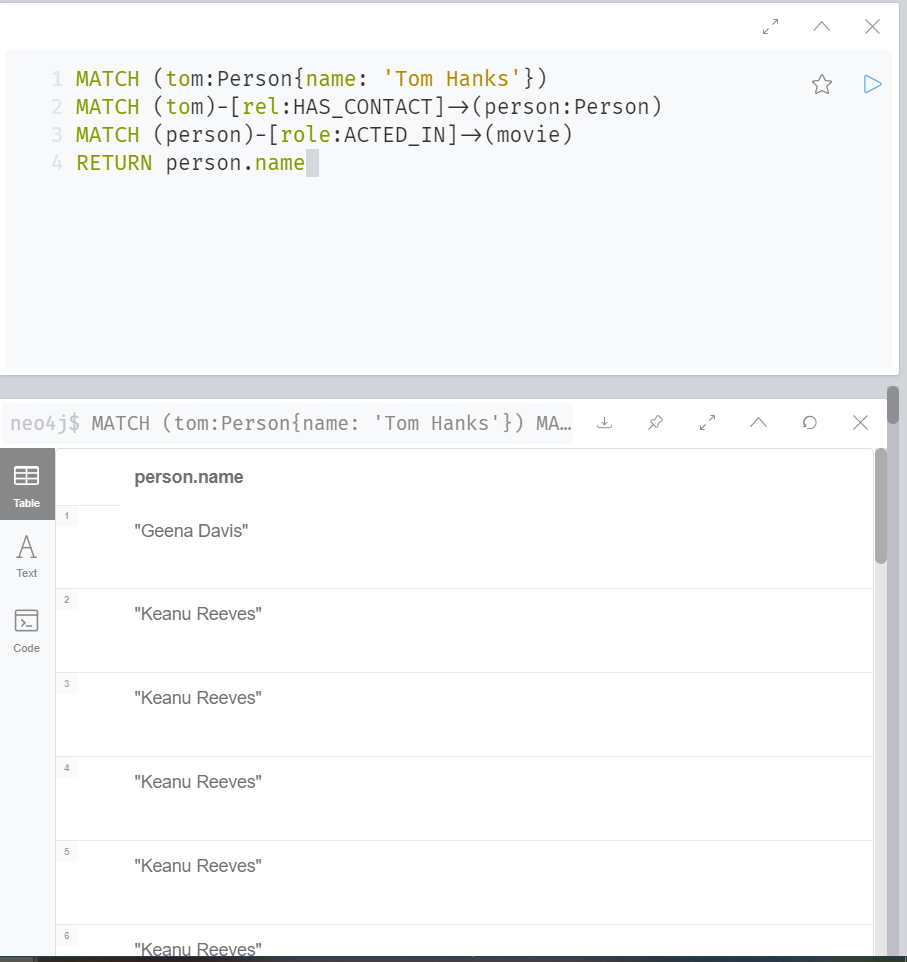 1 MATCH (tom:Person{name: 'Tom Hanks'})
2 MATCH (tom)-[rel:HAS_CONTACT]->(person:Person)
3 MATCH (person)-[role:ACTED_IN]->(movie)
4 RETURN person.name
neo4j$ MATCH (tom:Person{name: 'Tom Hanks'}) MA…
Table
Text
Code
person.name
1 "Geena Davis"
2 "Keanu Reeves"
3 "Keanu Reeves"
4 "Keanu Reeves"
5 "Keanu Reeves"
6 "Keanu Reeves"